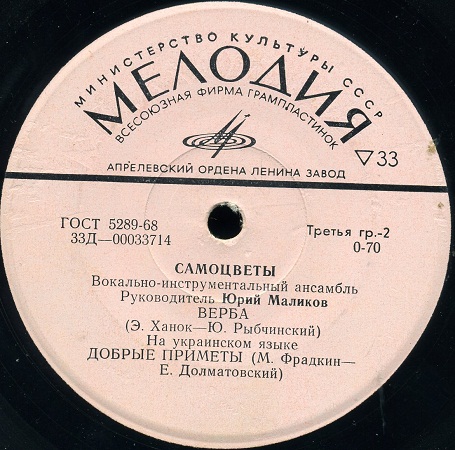 МИНИСТЕРСТВО КУЛЬТУРЫ СССР
МЕЛОДИЯ
ВСЕСОЮЗНАЯ ФИРМА ГРАМПЛАСТИНОК
АПРЕЛЕВСКИЙ ОРДЕНА ЛЕНИНА ЗАВОД
▽33
ГОСТ 5289-68
33Д—00033714
Третья гр.-2
0-70
САМОЦВЕТЫ
Вокально-инструментальный ансамбль
Руководитель Юрий Маликов
ВЕРБА
(Э. Ханок—Ю. Рыбчинский)
На украинском языке
ДОБРЫЕ ПРИМЕТЫ (М. Фрадкин—
Е. Долматовский)